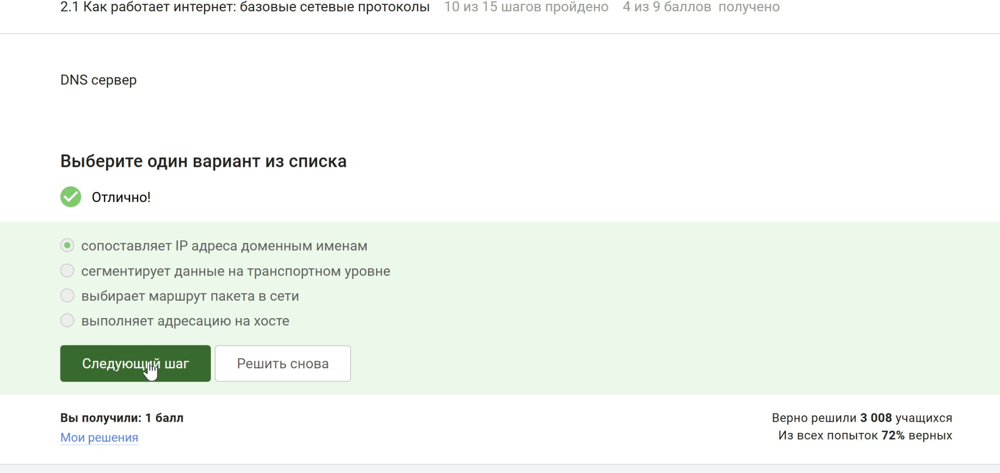 2.1 Как работает интернет: базовые сетевые протоколы 10 из 15 шагов пройдено 4 из 9 баллов получено
DNS сервер
Выберите один вариант из списка
Отлично!
сопоставляет IP адреса доменным именам
сегментирует данные на транспортном уровне
выбирает маршрут пакета в сети
выполняет адресацию на хосте
Следующий шаг Решить снова
Вы получили: 1 балл
Мои решения
Верно решили 3 008 учащихся
Из всех попыток 72% верных